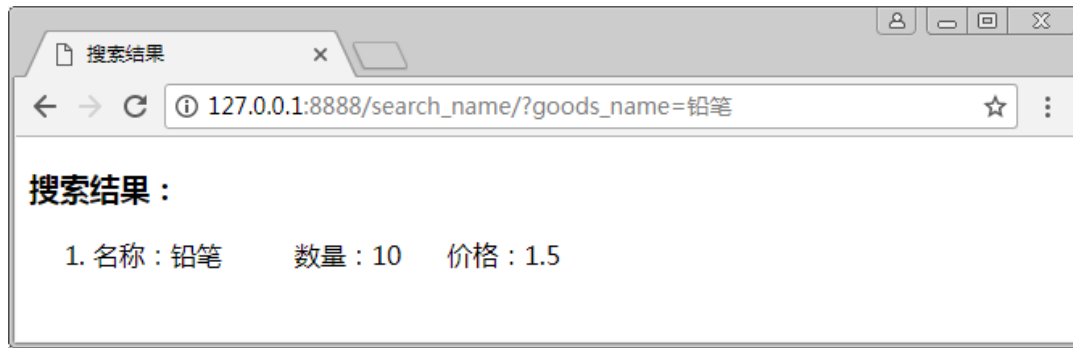 搜索结果
127.0.0.1:8888/search_name/?goods_name=铅笔
搜索结果：
1. 名称：铅笔 数量：10 价格：1.5